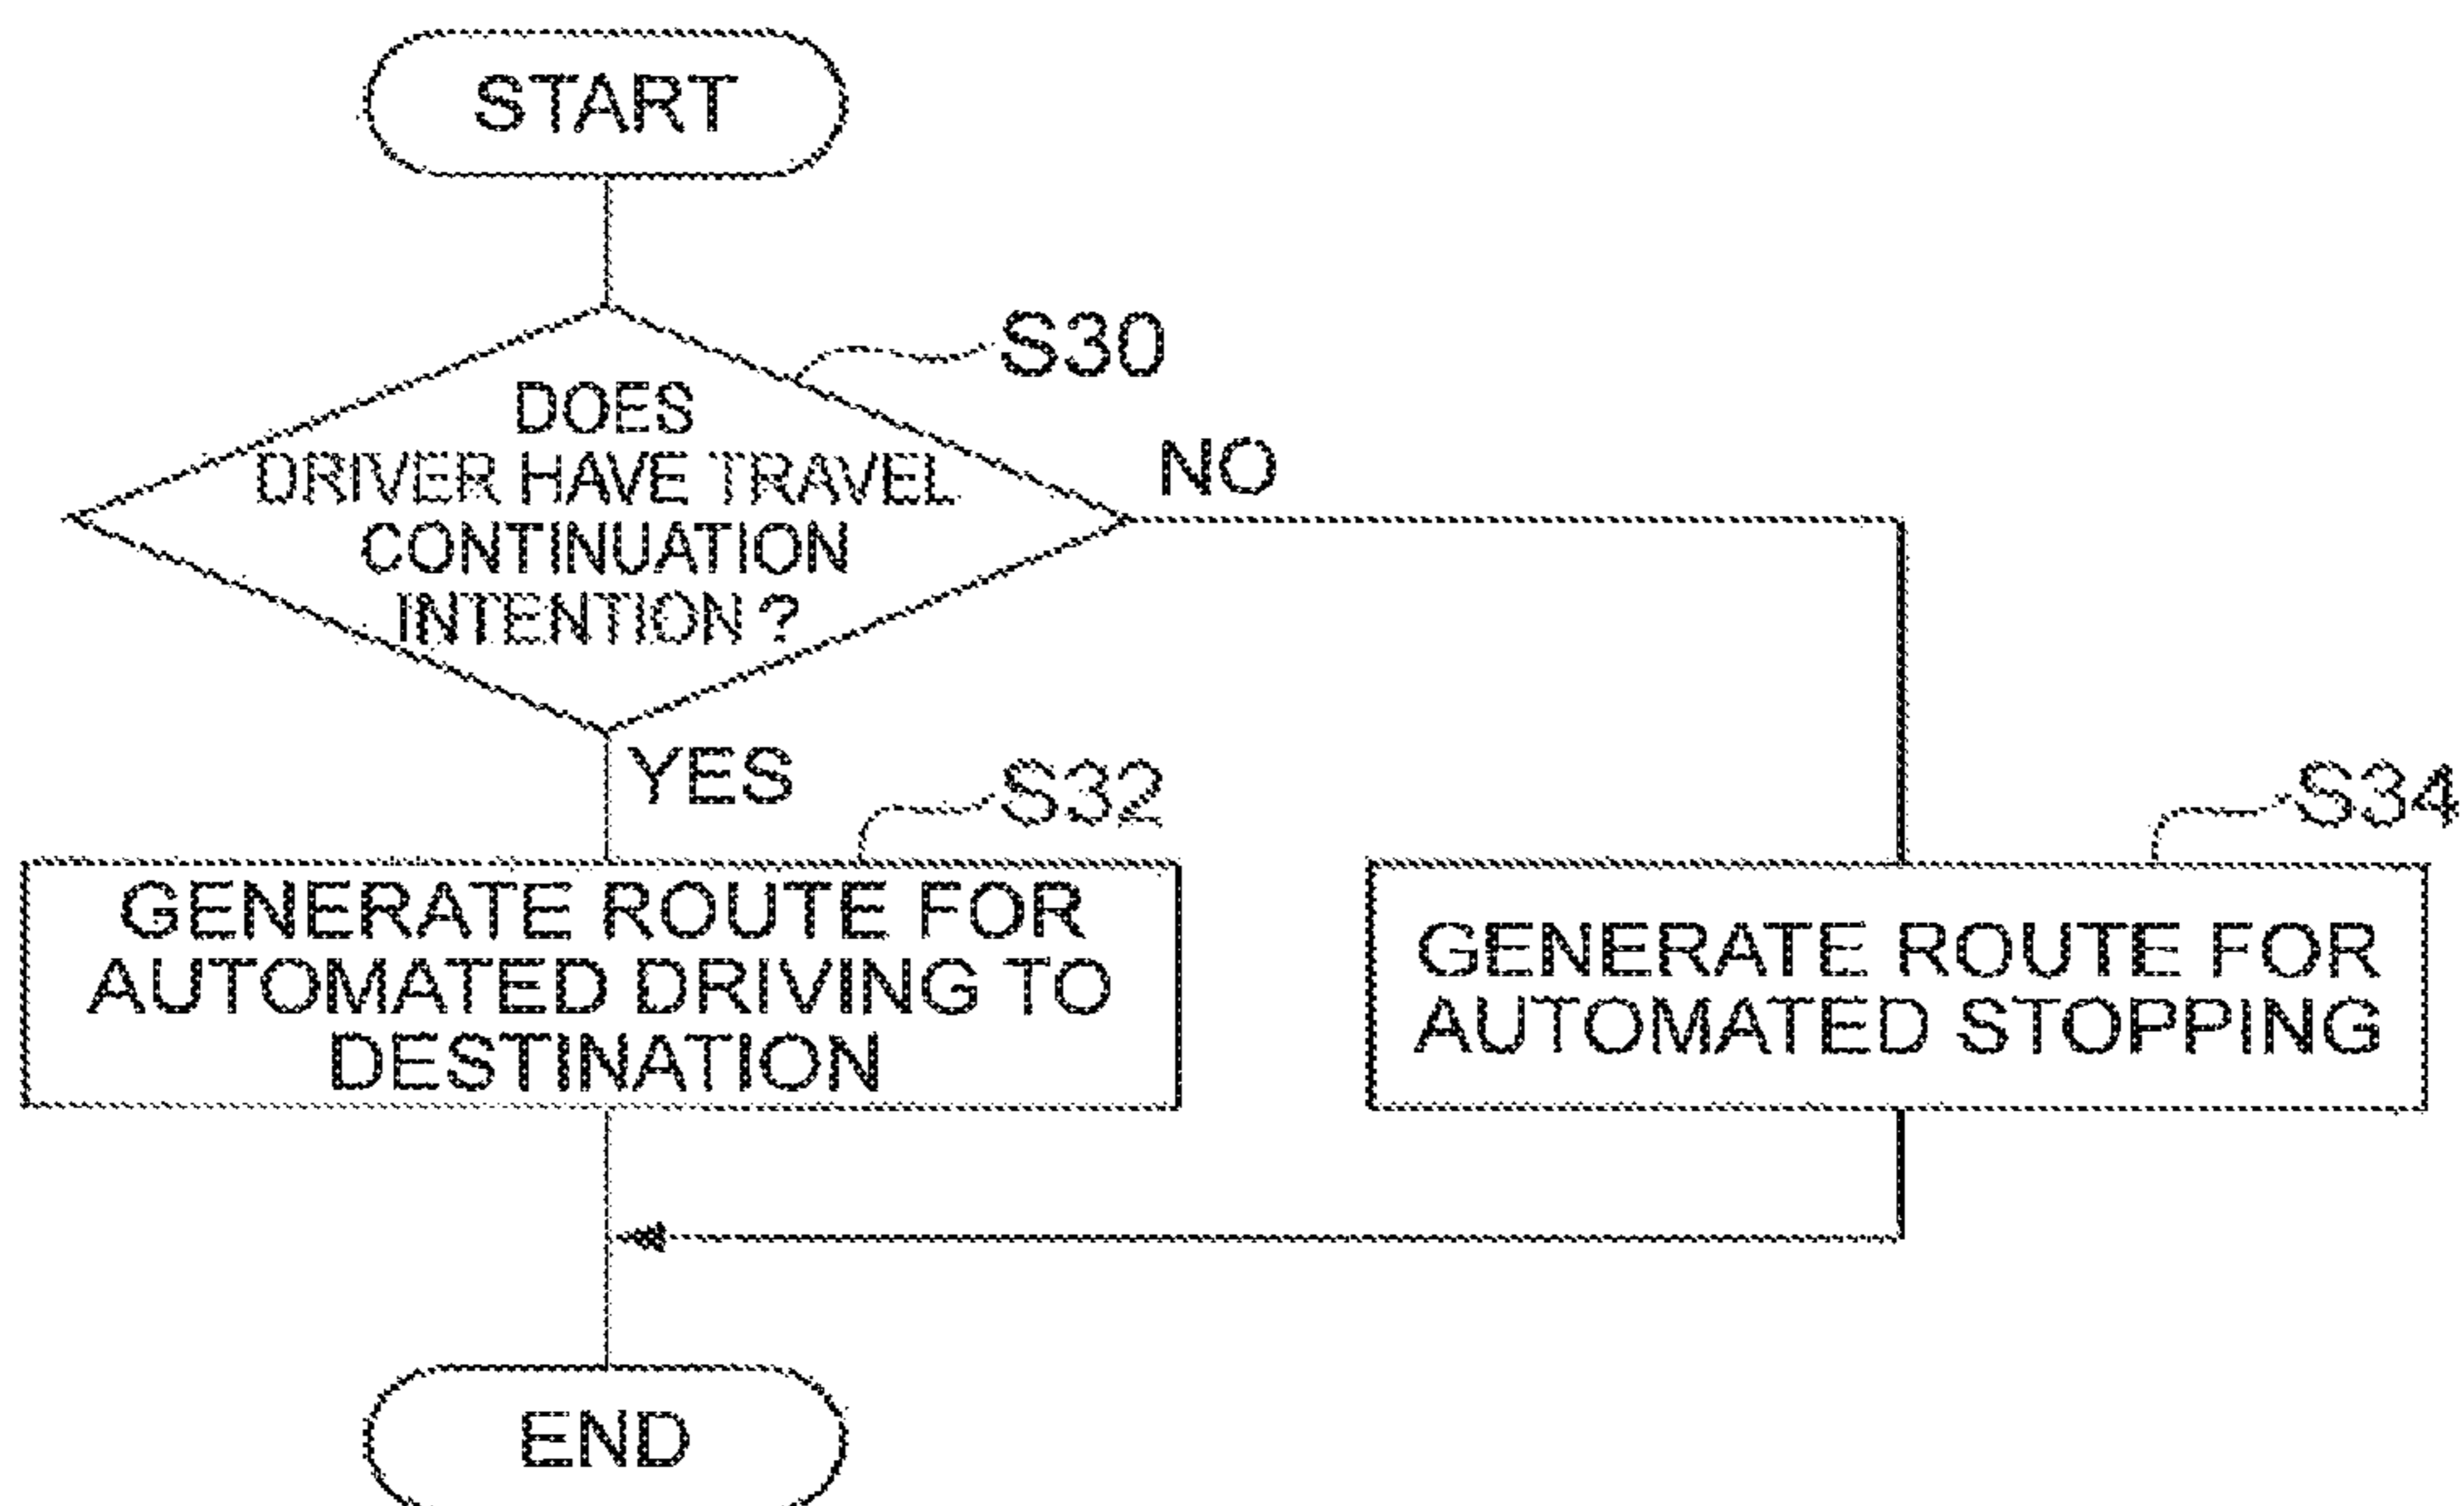 START
S30
DOES
DRIVER HAVE TRAVEL
CONTINUATION
INTENTION ?
NO
YES
S32
S34
GENERATE ROUTE FOR
AUTOMATED DRIVING TO
DESTINATION
GENERATE ROUTE FOR
AUTOMATED STOPPING
END